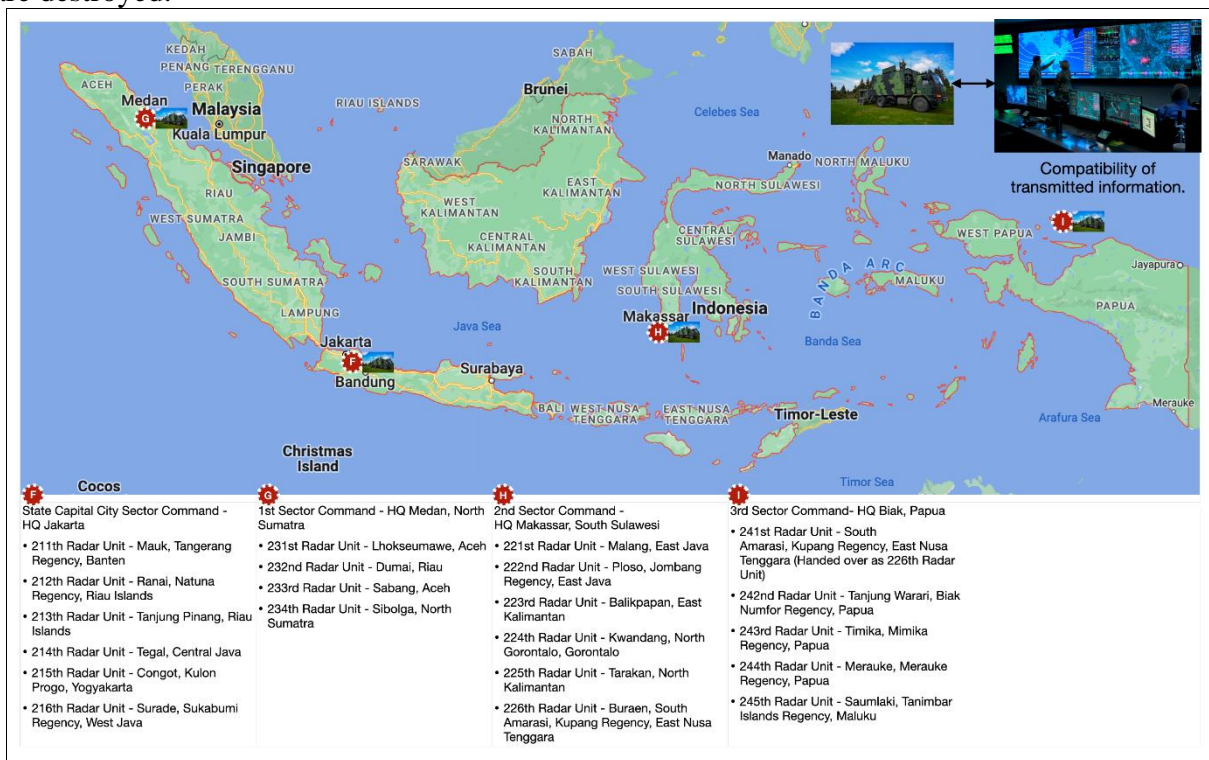 re destroyed.
KEDAH
PENANG TERENGGANU
PERAK
ACEH
Medan
G
Malaysia
Kuala Lumpur
RIAU ISLANDS
Singapore
RIAU
WEST SUMATRA
JAMBI
SOUTH SUMATRA
LAMPUNG
Jakarta
F
Bandung
Surabaya
Java Sea
SABAH
Brunei
NORTH
KALIMANTAN
SARAWAK
EAST
KALIMANTAN
WEST
KALIMANTAN
CENTRAL
KALIMANTAN
SOUTH
KALIMANTAN
Celebes Sea
Manado
NORTH MALUKU
NORTH SULAWESI
CENTRAL
SULAWESI
WEST SULAWESI
SOUTH SULAWESI
Makassar
H
Indonesia
BANDA ARC
MALUKU
Banda Sea
Compatibility of
transmitted information.
I
WEST PAPUA
Jayapura
PAPUA
Merauke
BALI
WEST NUSA
TENGGARA
EAST NUSA
TENGGARA
Timor-Leste
Arafura Sea
Timor Sea
Christmas
Island
Cocos
F
State Capital City Sector Command -
HQ Jakarta
• 211th Radar Unit - Mauk, Tangerang
Regency, Banten
• 212th Radar Unit - Ranai, Natuna
Regency, Riau Islands
• 213th Radar Unit - Tanjung Pinang, Riau
Islands
• 214th Radar Unit - Tegal, Central Java
• 215th Radar Unit - Congot, Kulon
Progo, Yogyakarta
• 216th Radar Unit - Surade, Sukabumi
Regency, West Java
G
1st Sector Command - HQ Medan, North
Sumatra
• 231st Radar Unit - Lhokseumawe, Aceh
• 232nd Radar Unit - Dumai, Riau
• 233rd Radar Unit - Sabang, Aceh
• 234th Radar Unit - Sibolga, North
Sumatra
H
2nd Sector Command -
HQ Makassar, South Sulawesi
• 221st Radar Unit - Malang, East Java
• 222nd Radar Unit - Ploso, Jombang
Regency, East Java
• 223rd Radar Unit - Balikpapan, East
Kalimantan
• 224th Radar Unit - Kwandang, North
Gorontalo, Gorontalo
• 225th Radar Unit - Tarakan, North
Kalimantan
• 226th Radar Unit - Buraen, South
Amarasi, Kupang Regency, East Nusa
Tenggara
I
3rd Sector Command- HQ Biak, Papua
• 241st Radar Unit - South
Amarasi, Kupang Regency, East Nusa
Tenggara (Handed over as 226th Radar
Unit)
• 242nd Radar Unit - Tanjung Warari, Biak
Numfor Regency, Papua
• 243rd Radar Unit - Timika, Mimika
Regency, Papua
• 244th Radar Unit - Merauke, Merauke
Regency, Papua
• 245th Radar Unit - Saumlaki, Tanimbar
Islands Regency, Maluku